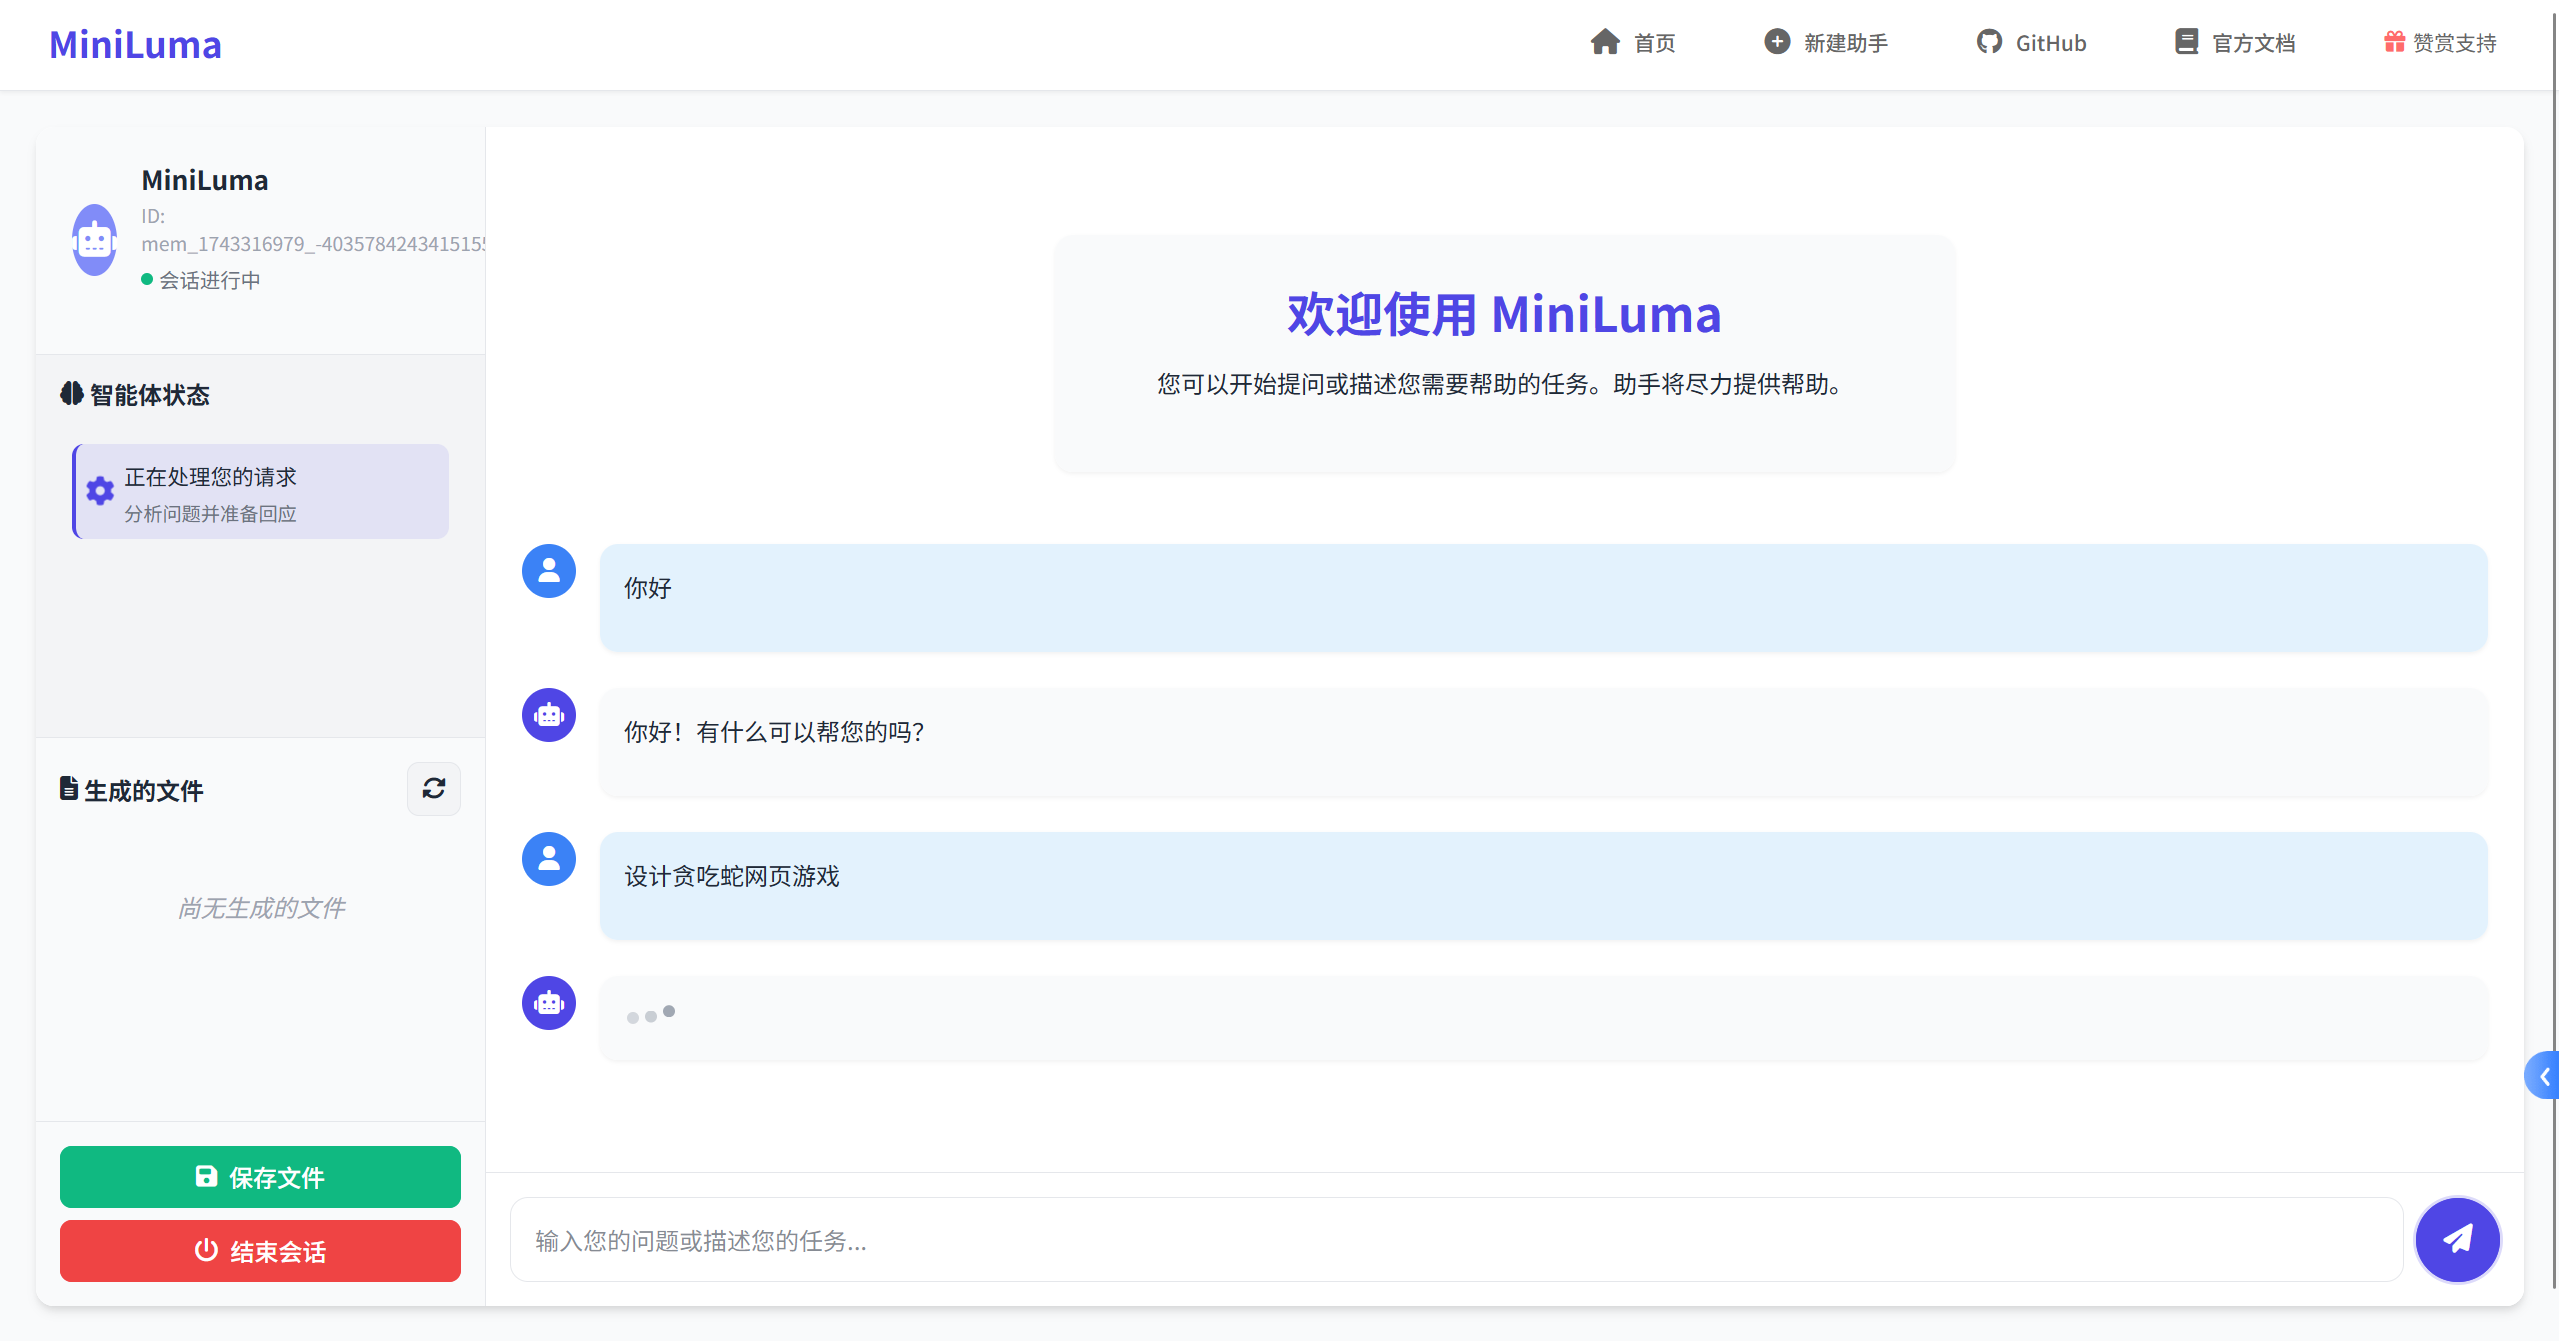 MiniLuma
首页
新建助手
GitHub
官方文档
赞赏支持
MiniLuma
ID:
mem_1743316979_-4035784243415155
会话进行中
智能体状态
正在处理您的请求
分析问题并准备回应
生成的文件
尚无生成的文件
保存文件
结束会话
欢迎使用 MiniLuma
您可以开始提问或描述您需要帮助的任务。助手将尽力提供帮助。
你好
你好！有什么可以帮您的吗？
设计贪吃蛇网页游戏
输入您的问题或描述您的任务...